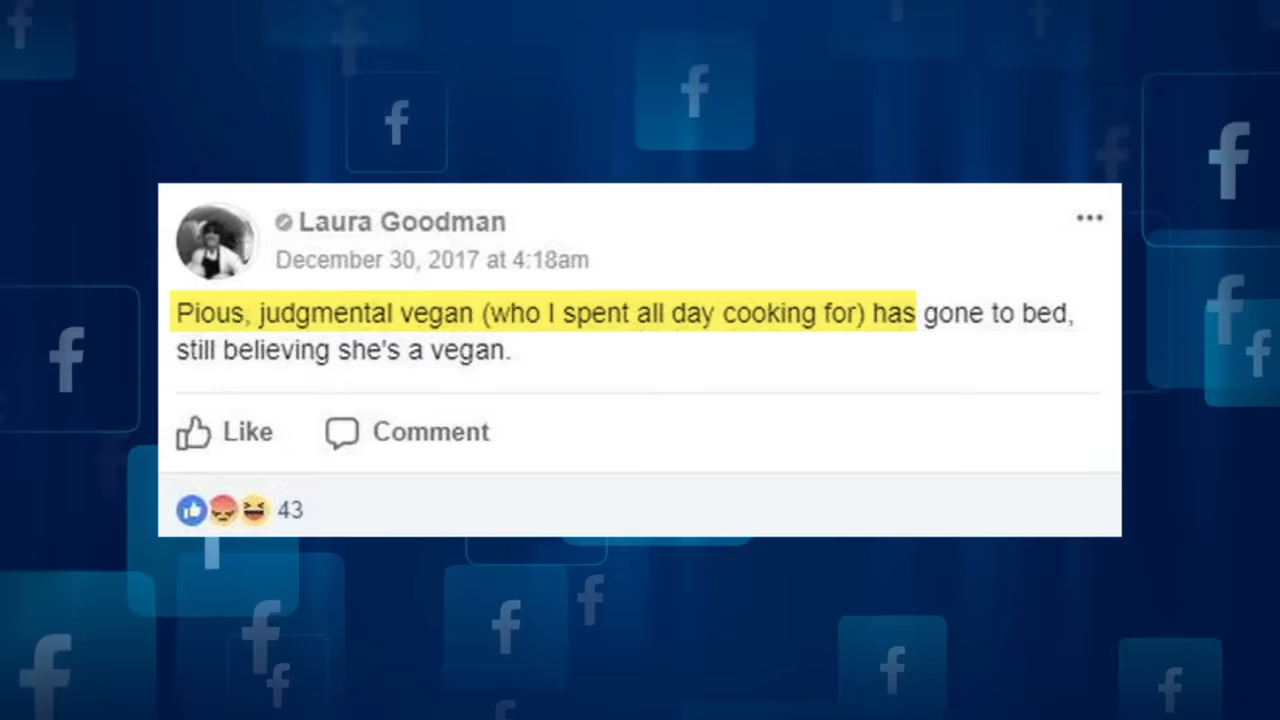 Laura Goodman
December 30, 2017 at 4:18am
Pious, judgmental vegan (who I spent all day cooking for) has gone to bed,
still believing she's a vegan.
Like Comment
43